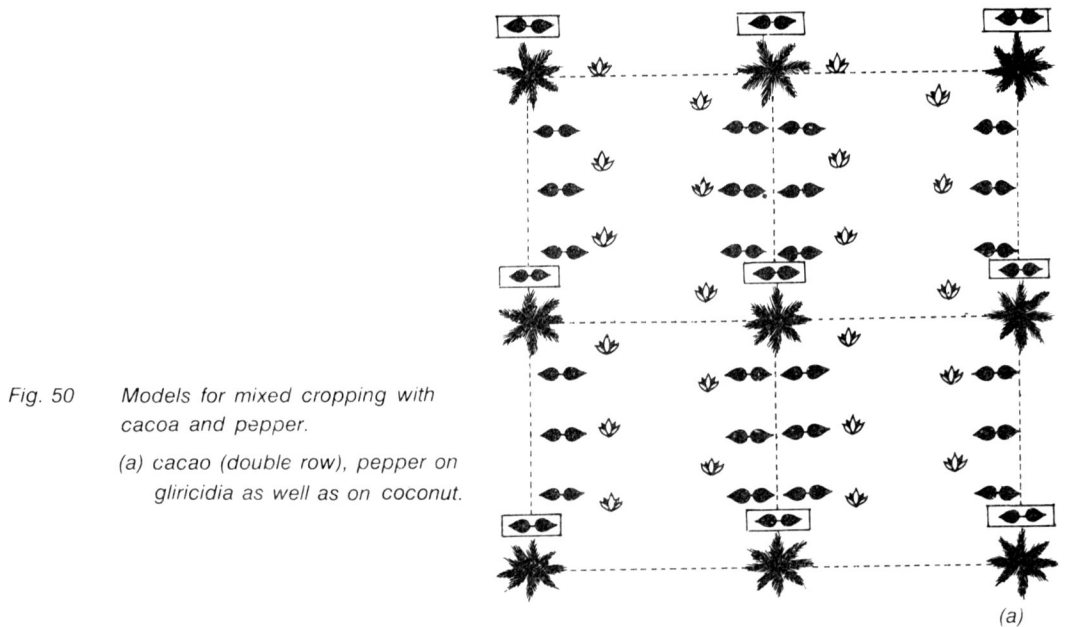 Fig. 50 Models for mixed cropping with
cacoa and pepper.
(a) cacao (double row), pepper on
gliricidia as well as on coconut.
(a)